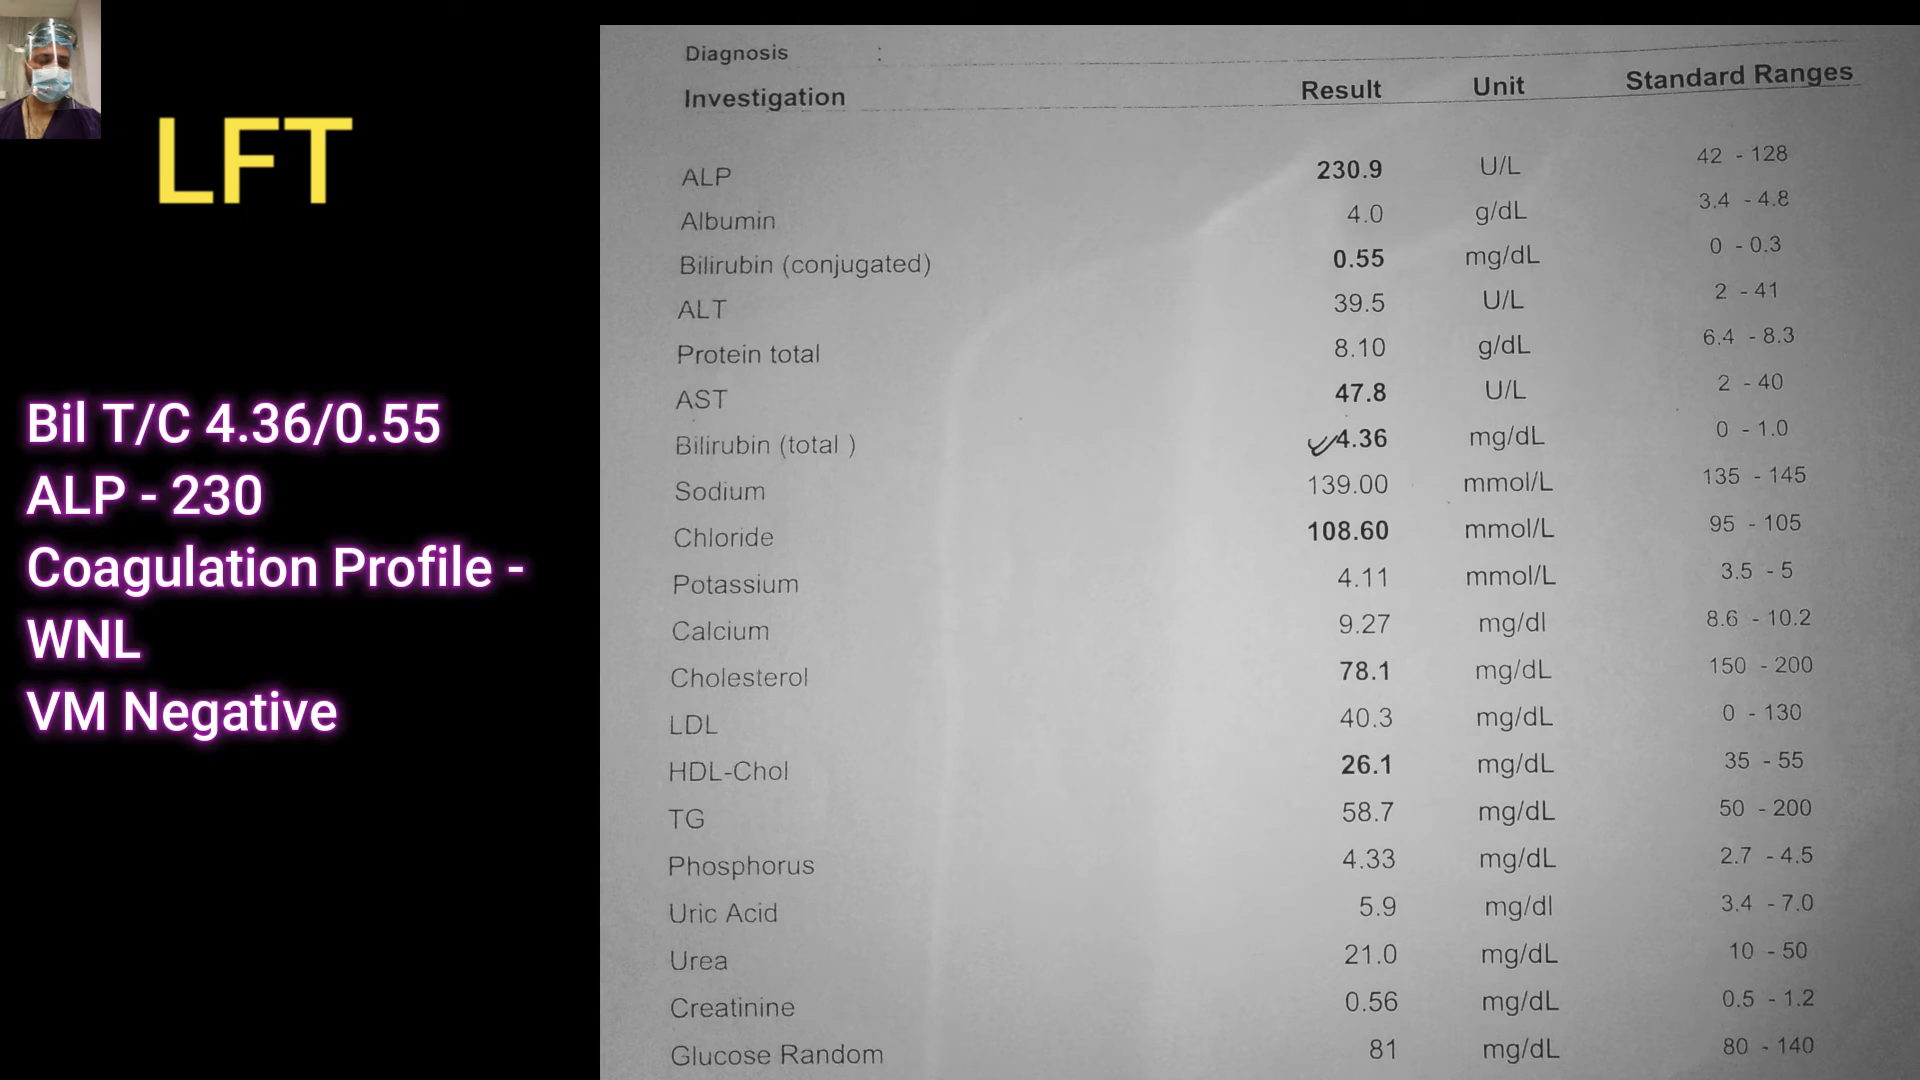 LFT
Bil T/C 4.36/0.55
ALP - 230
Coagulation Profile -
WNL
VM Negative
Diagnosis :
Investigation Result Unit Standard Ranges
ALP 230.9 U/L 42 - 128
Albumin 4.0 g/dL 3.4 - 4.8
Bilirubin (conjugated) 0.55 mg/dL 0 - 0.3
ALT 39.5 U/L 2 - 41
Protein total 8.10 g/dL 6.4 - 8.3
AST 47.8 U/L 2 - 40
Bilirubin (total ) 4.36 mg/dL 0 - 1.0
Sodium 139.00 mmol/L 135 - 145
Chloride 108.60 mmol/L 95 - 105
Potassium 4.11 mmol/L 3.5 - 5
Calcium 9.27 mg/dl 8.6 - 10.2
Cholesterol 78.1 mg/dL 150 - 200
LDL 40.3 mg/dL 0 - 130
HDL-Chol 26.1 mg/dL 35 - 55
TG 58.7 mg/dL 50 - 200
Phosphorus 4.33 mg/dL 2.7 - 4.5
Uric Acid 5.9 mg/dl 3.4 - 7.0
Urea 21.0 mg/dL 10 - 50
Creatinine 0.56 mg/dL 0.5 - 1.2
Glucose Random 81 mg/dL 80 - 140